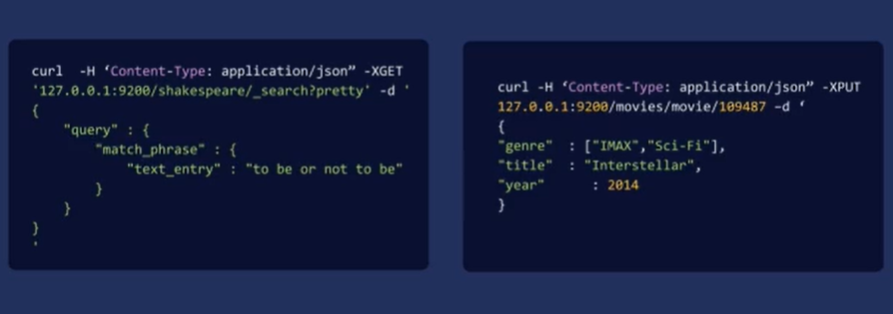 curl  -H ‘Content-Type: application/json” -XGET
'127.0.0.1:9200/shakespeare/_search?pretty' -d '
{
    "query" : {
        "match_phrase" : {
            "text_entry" : "to be or not to be"
        }
    }
}
'
curl -H ‘Content-Type: application/json” -XPUT
127.0.0.1:9200/movies/movie/109487 –d ‘
{
"genre"  : ["IMAX","Sci-Fi"],
"title"  : "Interstellar",
"year"      : 2014
}